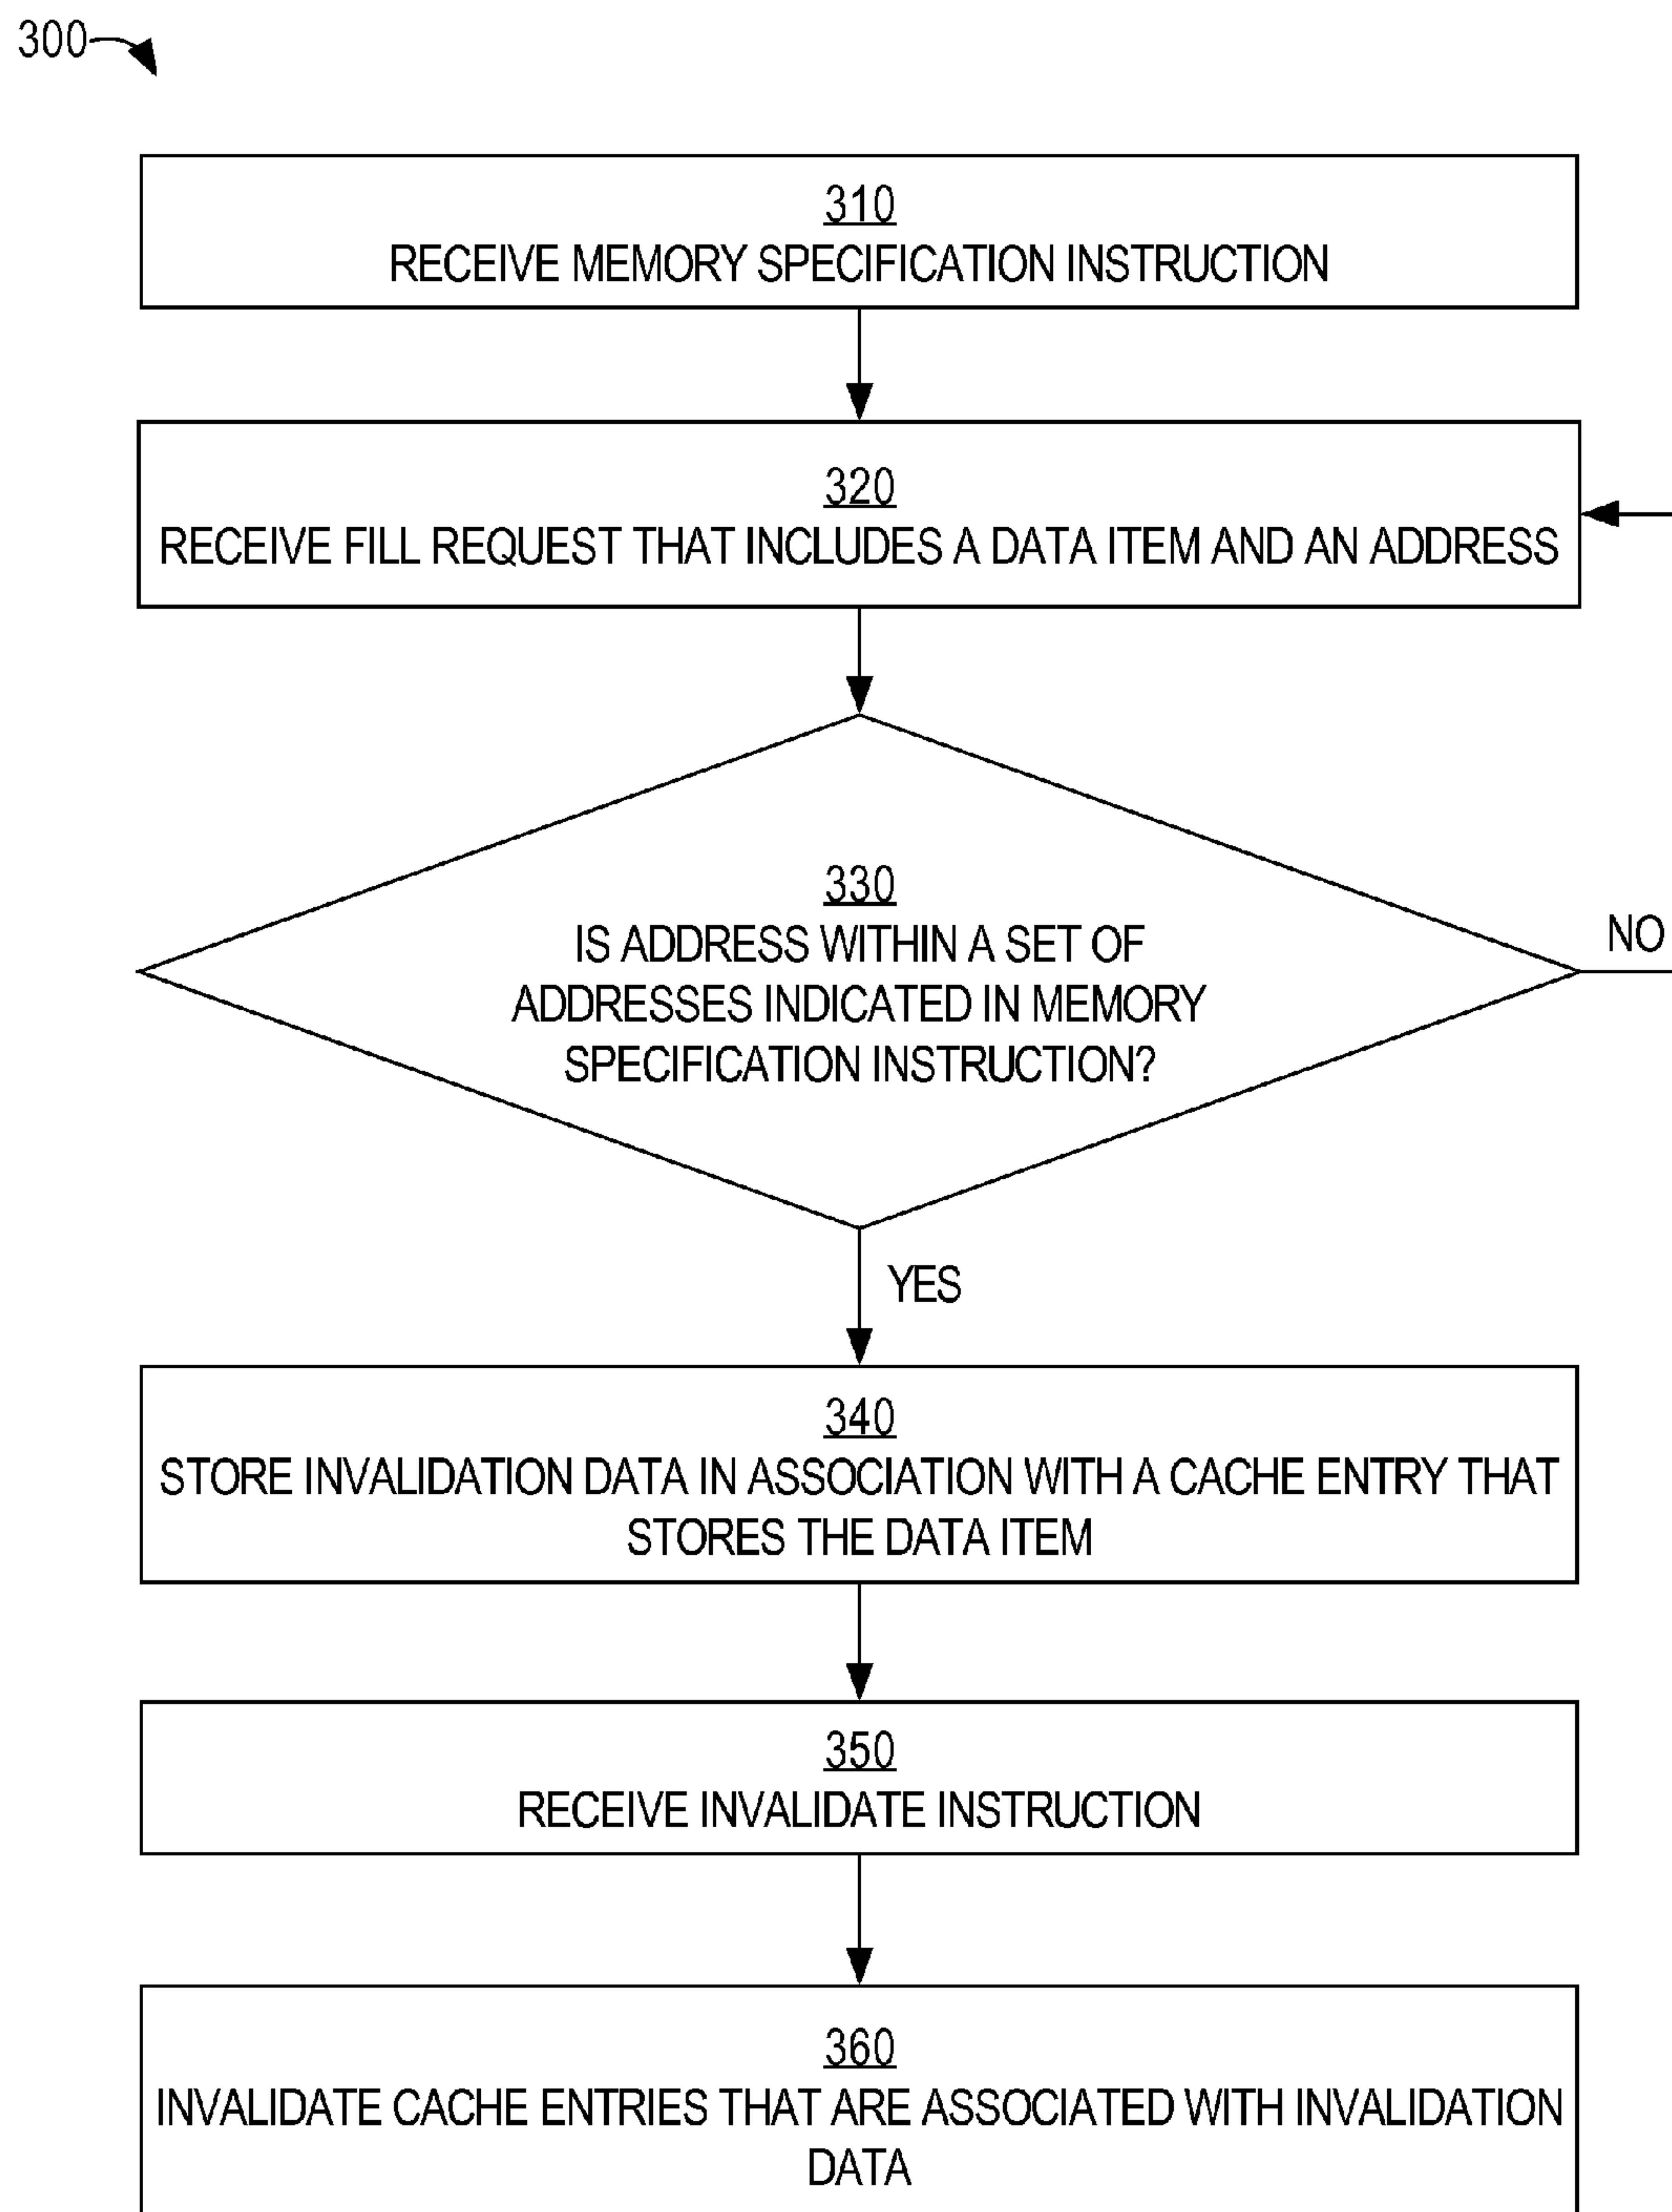 300
310
RECEIVE MEMORY SPECIFICATION INSTRUCTION
320
RECEIVE FILL REQUEST THAT INCLUDES A DATA ITEM AND AN ADDRESS
330
IS ADDRESS WITHIN A SET OF
ADDRESSES INDICATED IN MEMORY
SPECIFICATION INSTRUCTION?
NO
YES
340
STORE INVALIDATION DATA IN ASSOCIATION WITH A CACHE ENTRY THAT
STORES THE DATA ITEM
350
RECEIVE INVALIDATE INSTRUCTION
360
INVALIDATE CACHE ENTRIES THAT ARE ASSOCIATED WITH INVALIDATION
DATA